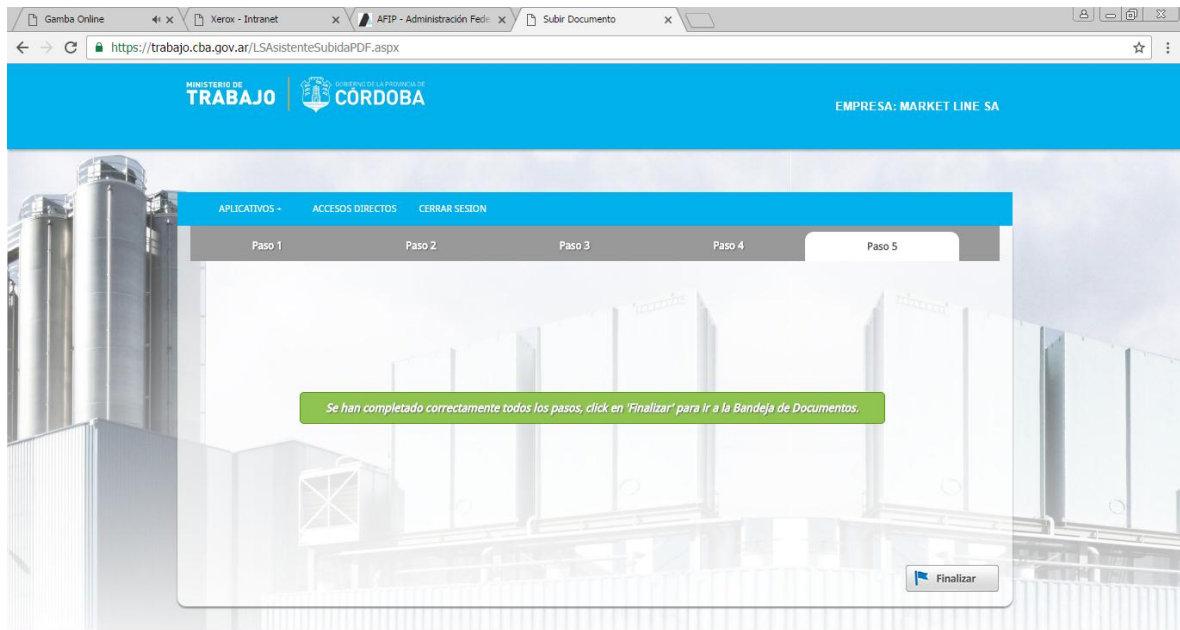 Gamba Online
Xerox - Intranet
AFIP - Administración Fede
Subir Documento
https://trabajo.cba.gov.ar/LSAsistenteSubidaPDF.aspx
MINISTERIO DE
TRABAJO
GOBIERNO DE LA PROVINCIA DE
CÓRDOBA
EMPRESA: MARKET LINE SA
APLICATIVOS
ACCESOS DIRECTOS
CERRAR SESION
Paso 1
Paso 2
Paso 3
Paso 4
Paso 5
Se han completado correctamente todos los pasos, click en 'Finalizar' para ir a la Bandeja de Documentos.
Finalizar